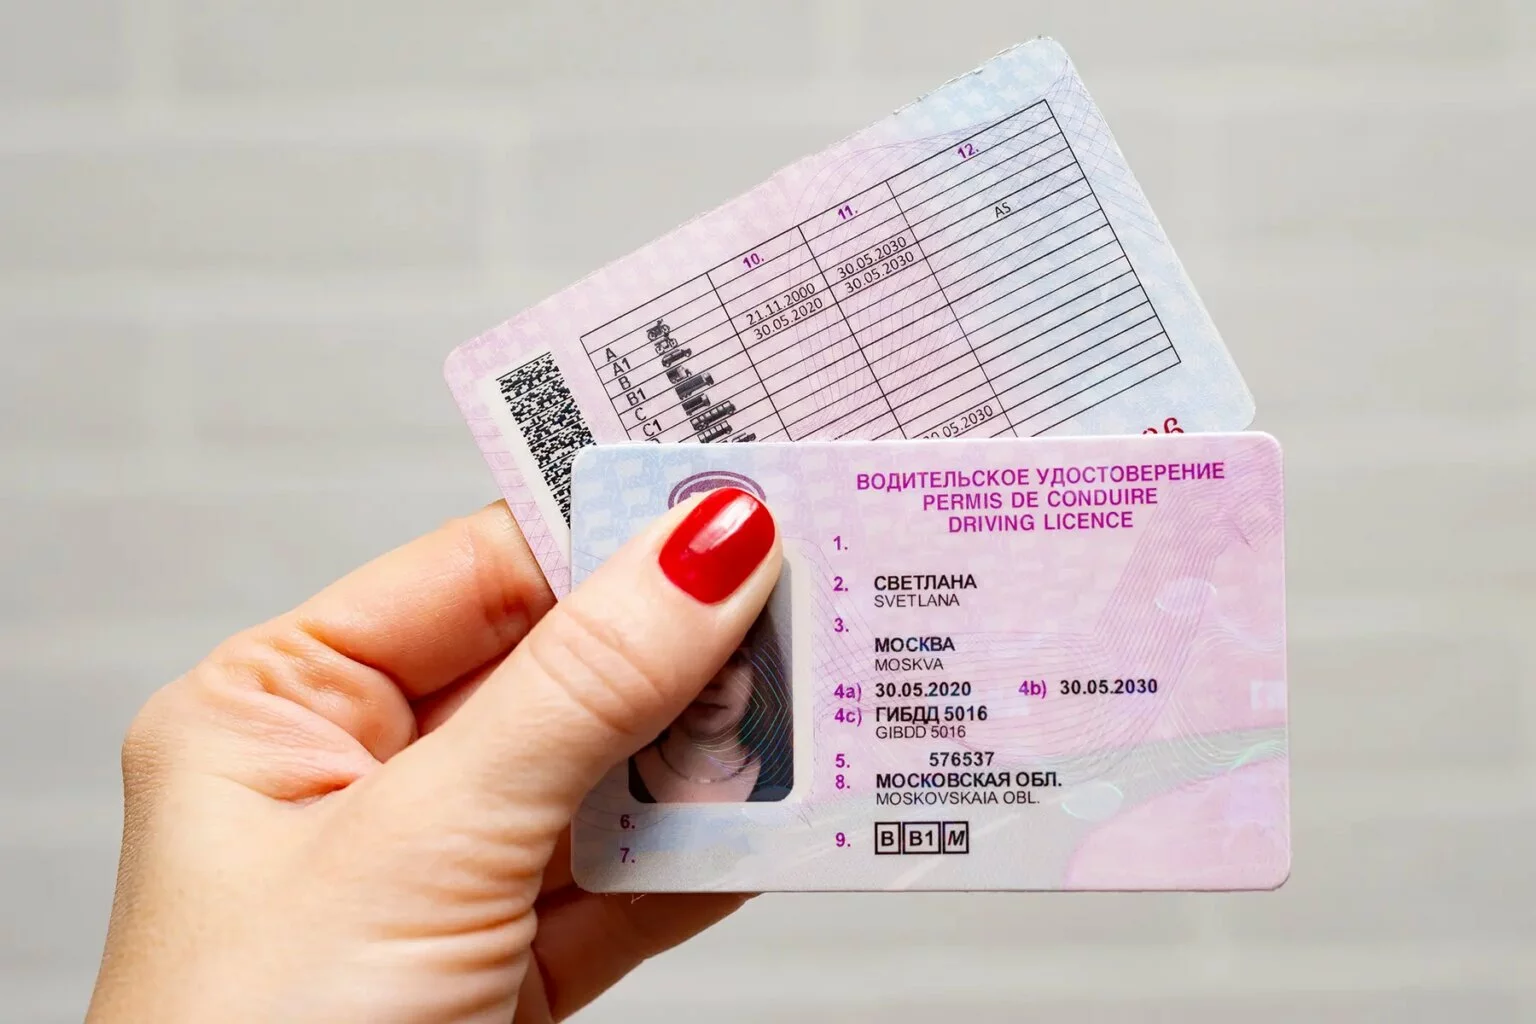 12.
11.
10.
AS
30.05.2030
21.11.2000
30.05.2030
30.05.2020
A
A1
B
B1
C
C1
30.05.2030
ВОДИТЕЛЬСКОЕ УДОСТОВЕРЕНИЕ
PERMIS DE CONDUIRE
DRIVING LICENCE
1.
2. СВЕТЛАНА
SVETLANA
3.
МОСКВА
MOSKVA
4a) 30.05.2020 4b) 30.05.2030
4c) ГИБДД 5016
GIBDD 5016
5. 576537
8. МОСКОВСКАЯ ОБЛ.
MOSKOVSKAIA OBL.
6.
9. B B1 M
7.